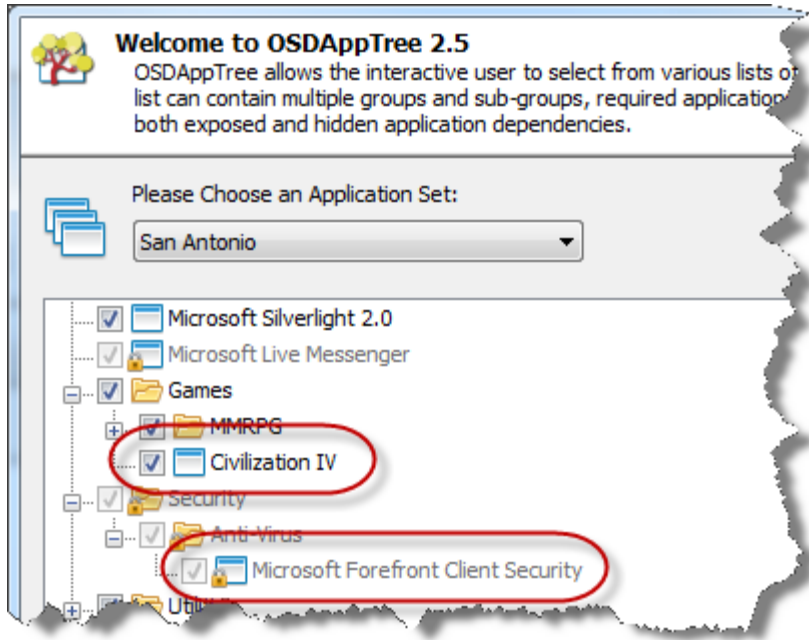 Welcome to OSDAppTree 2.5
OSDAppTree allows the interactive user to select from various lists of
list can contain multiple groups and sub-groups, required application
both exposed and hidden application dependencies.
Please Choose an Application Set:
San Antonio
Microsoft Silverlight 2.0
Microsoft Live Messenger
Games
MMRPG
Civilization IV
Security
Anti-Virus
Microsoft Forefront Client Security